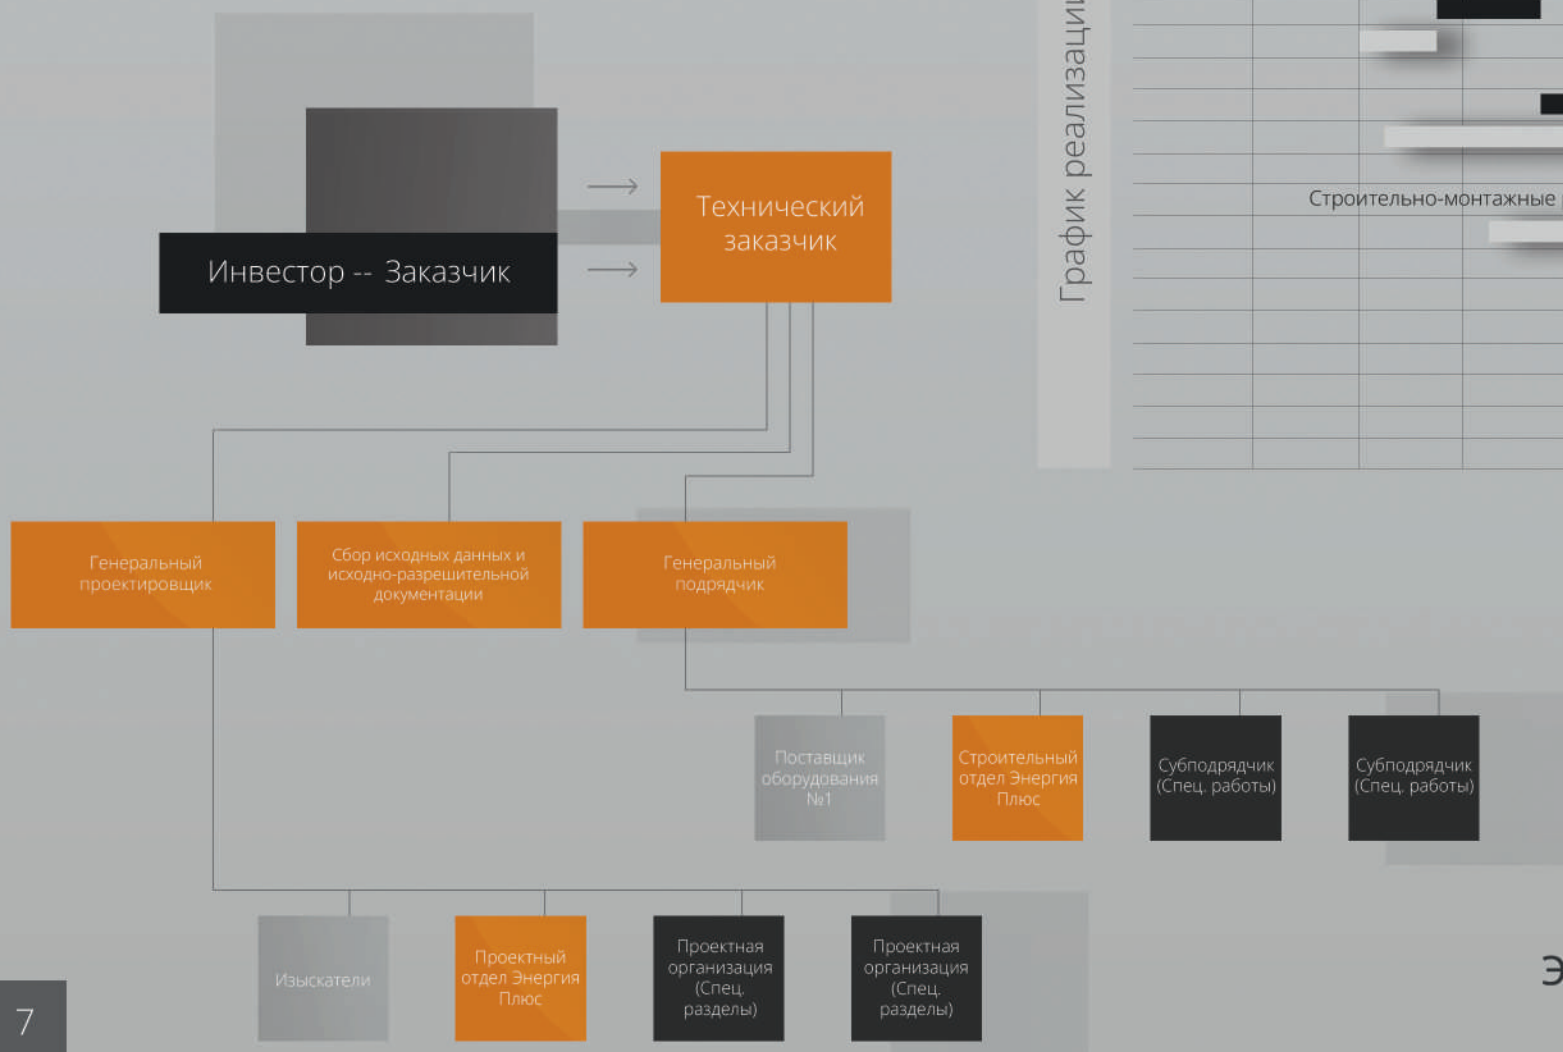 Инвестор -- Заказчик
Технический
заказчик
Генеральный
проектировщик
Сбор исходных данных и
исходно-разрешительной
документации
Генеральный
подрядчик
Поставщик
оборудования
№1
Строительный
отдел Энергия
Плюс
Субподрядчик
(Спец. работы)
Субподрядчик
(Спец. работы)
Изыскатели
Проектный
отдел Энергия
Плюс
Проектная
организация
(Спец.
разделы)
Проектная
организация
(Спец.
разделы)
7
График реализации
Строительно-монтажные
Э